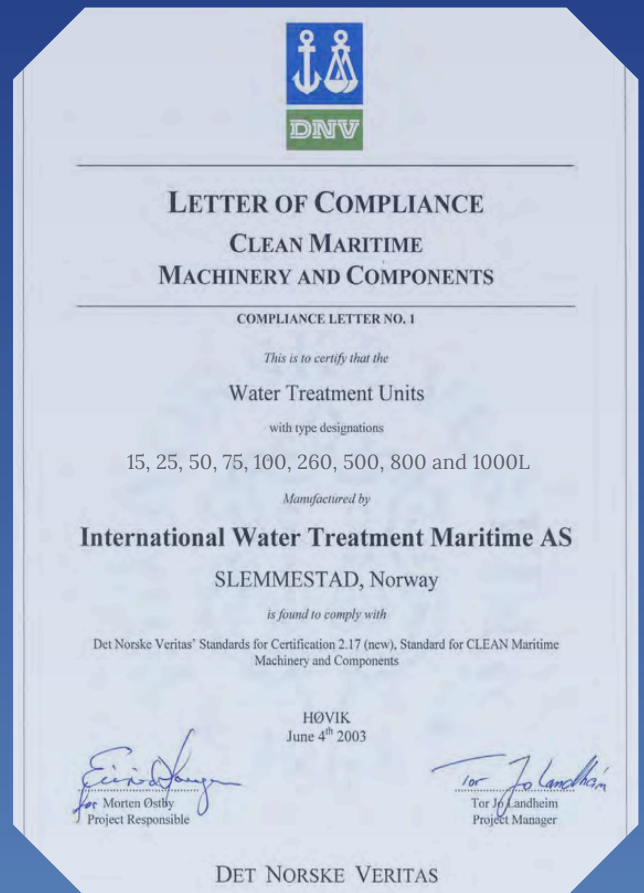 DNV
LETTER OF COMPLIANCE
CLEAN MARITIME
MACHINERY AND COMPONENTS
COMPLIANCE LETTER NO. 1
This is to certify that the
Water Treatment Units
with type designations
15, 25, 50, 75, 100, 260, 500, 800 and 1000L
Manufactured by
International Water Treatment Maritime AS
SLEMMESTAD, Norway
is found to comply with
Det Norske Veritas' Standards for Certification 2.17 (new), Standard for CLEAN Maritime
Machinery and Components
HØVIK
June 4th 2003
for Morten Østby
Project Responsible
Tor Jo Landheim
Tor Jo Landheim
Project Manager
DET NORSKE VERITAS